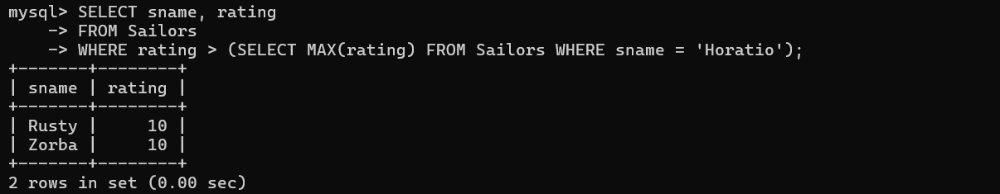 mysql> SELECT sname, rating
    -> FROM Sailors
    -> WHERE rating > (SELECT MAX(rating) FROM Sailors WHERE sname = 'Horatio');
+-------+--------+
| sname | rating |
+-------+--------+
| Rusty |     10 |
| Zorba |     10 |
+-------+--------+
2 rows in set (0.00 sec)